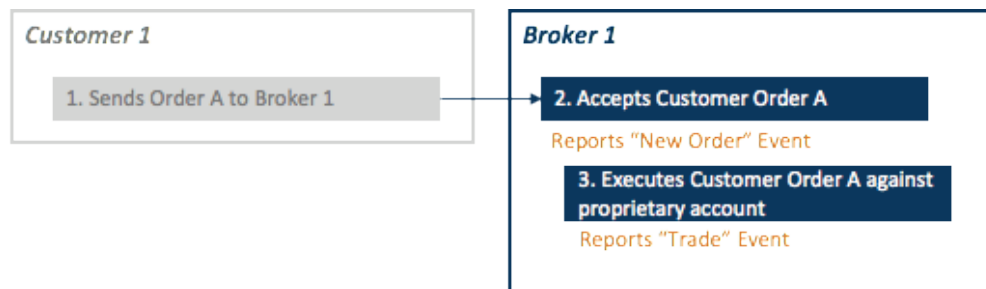 Customer 1
1. Sends Order A to Broker 1
Broker 1
2. Accepts Customer Order A
Reports "New Order" Event
3. Executes Customer Order A against
proprietary account
Reports "Trade" Event